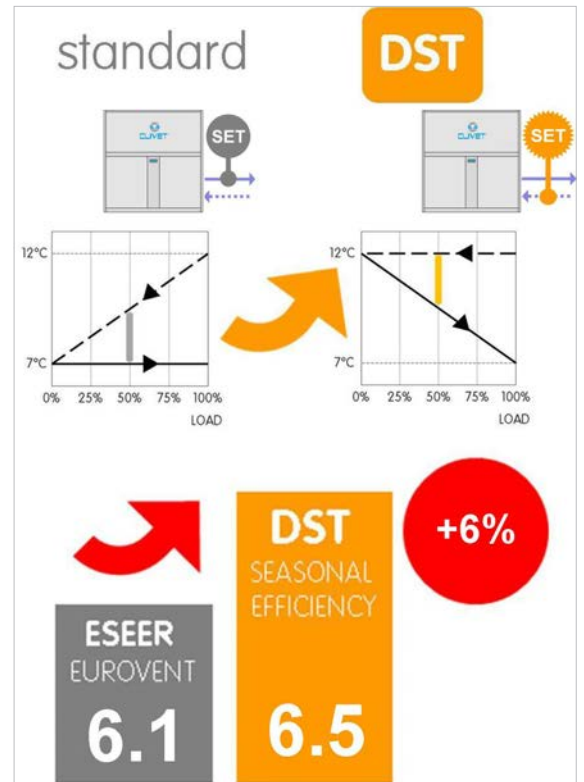 standard
DST
CLIVET
SET
CLIVET
SET
12°C
7°C
0% 25% 50% 75% 100%
LOAD
12°C
7°C
0% 25% 50% 75% 100%
LOAD
ESEER
EUROVENT
6.1
DST
SEASONAL
EFFICIENCY
6.5
+6%